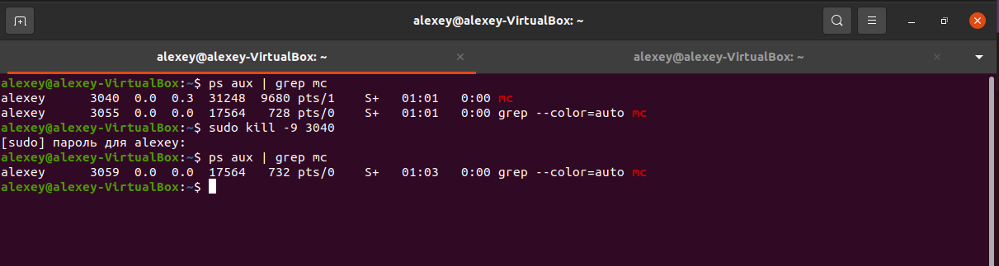 alexey@alexey-VirtualBox: ~
alexey@alexey-VirtualBox: ~
alexey@alexey-VirtualBox: ~
alexey@alexey-VirtualBox:~$ ps aux | grep mc
alexey      3040  0.0  0.3  31248  9680 pts/1    S+   01:01   0:00 mc
alexey      3055  0.0  0.0  17564   728 pts/0    S+   01:01   0:00 grep --color=auto mc
alexey@alexey-VirtualBox:~$ sudo kill -9 3040
[sudo] пароль для alexey:
alexey@alexey-VirtualBox:~$ ps aux | grep mc
alexey      3059  0.0  0.0  17564   732 pts/0    S+   01:03   0:00 grep --color=auto mc
alexey@alexey-VirtualBox:~$